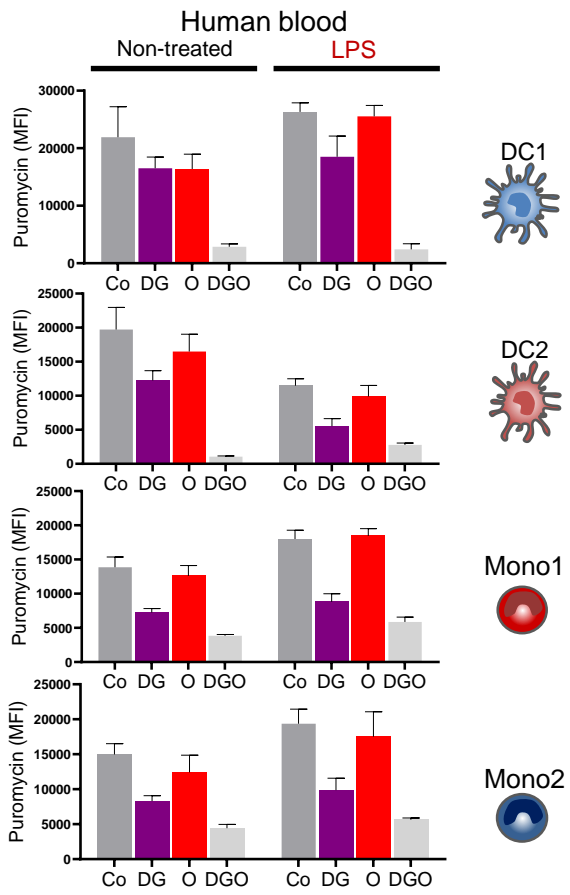 Human blood
Non-treated LPS
Puromycin (MFI)
30000
20000
10000
0
Co DG O DGO Co DG O DGO
DC1
Puromycin (MFI)
25000
20000
15000
10000
5000
0
Co DG O DGO Co DG O DGO
DC2
Puromycin (MFI)
25000
20000
15000
10000
5000
0
Co DG O DGO Co DG O DGO
Mono1
Puromycin (MFI)
25000
20000
15000
10000
5000
0
Co DG O DGO Co DG O DGO
Mono2